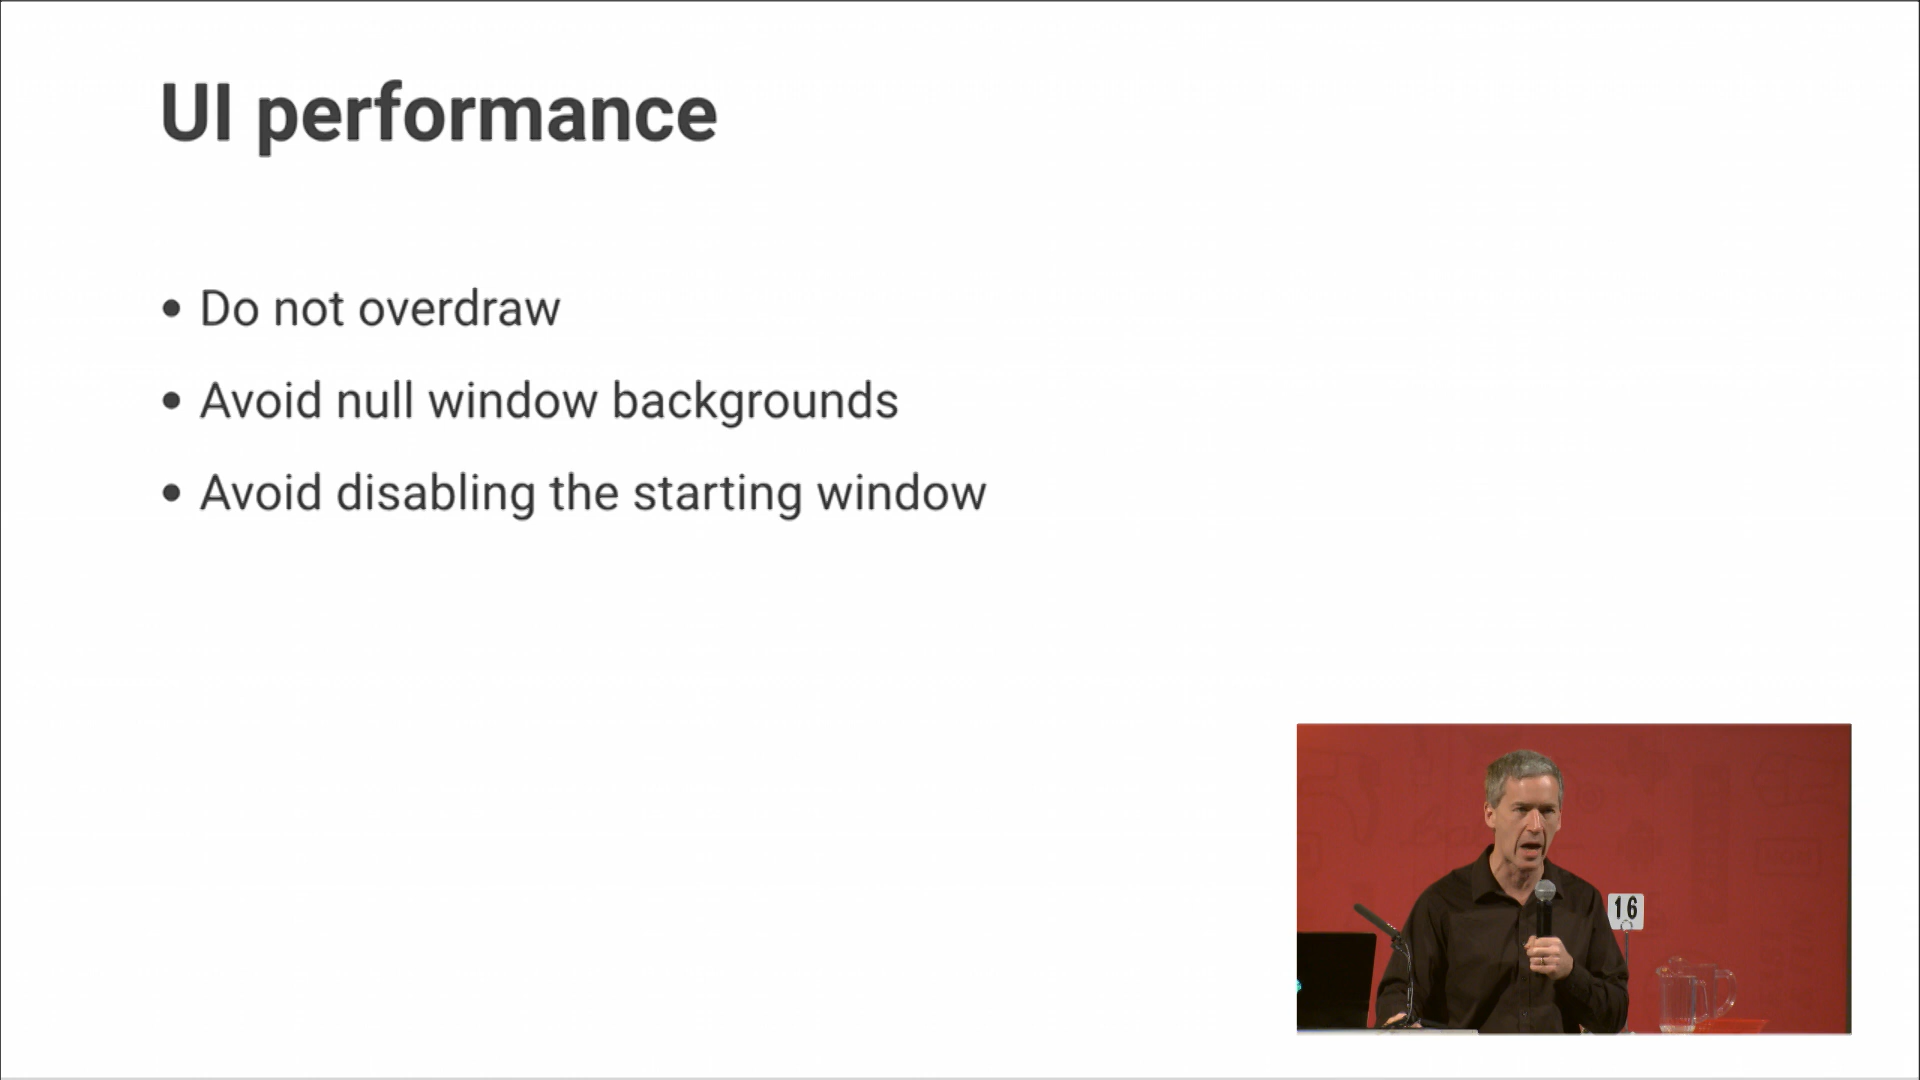 UI performance
• Do not overdraw
• Avoid null window backgrounds
• Avoid disabling the starting window
16